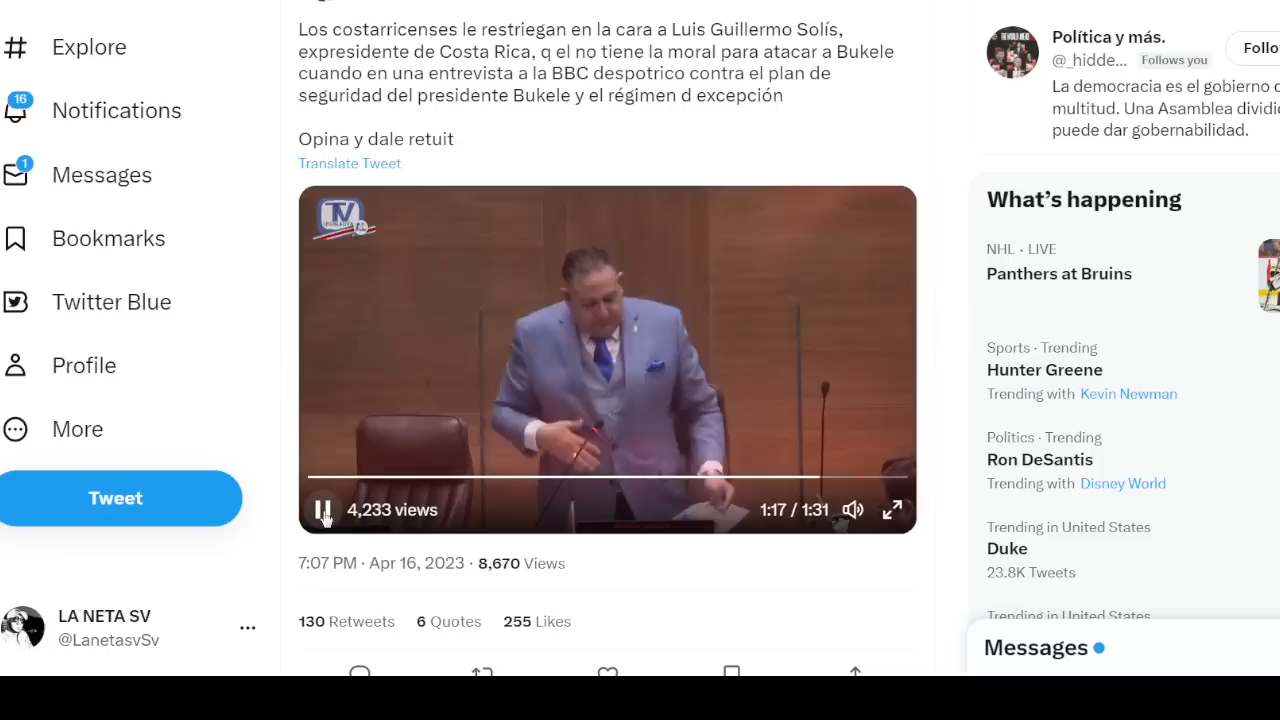 Explore
16
Notifications
1
Messages
Bookmarks
Twitter Blue
Profile
More
Tweet
LA NETA SV
@LanetasvSv
Los costarricenses le restriegan en la cara a Luis Guillermo Solís,
expresidente de Costa Rica, q el no tiene la moral para atacar a Bukele
cuando en una entrevista a la BBC despotrico contra el plan de
seguridad del presidente Bukele y el régimen d excepción
Opina y dale retuit
Translate Tweet
TV
4,233 views
1:17 / 1:31
7:07 PM · Apr 16, 2023 · 8,670 Views
130 Retweets 6 Quotes 255 Likes
Política y más.
@_hidde... Follows you
Follo
La democracia es el gobierno d
multitud. Una Asamblea dividid
puede dar gobernabilidad.
What's happening
NHL · LIVE
Panthers at Bruins
Sports · Trending
Hunter Greene
Trending with Kevin Newman
Politics · Trending
Ron DeSantis
Trending with Disney World
Trending in United States
Duke
23.8K Tweets
Trending in United States
Messages